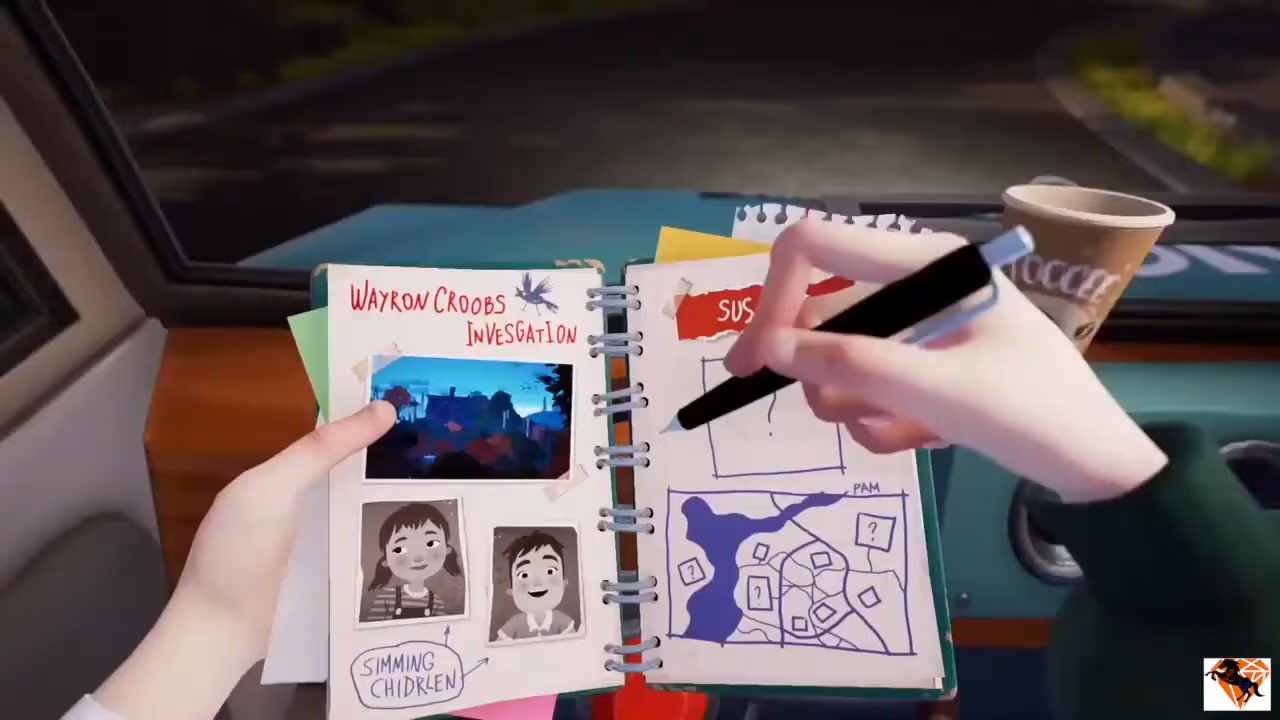 WAYRON CROOBS
INVESGATION
SUS
?
PAM
?
?
?
SIMMING
CHIDRLEN